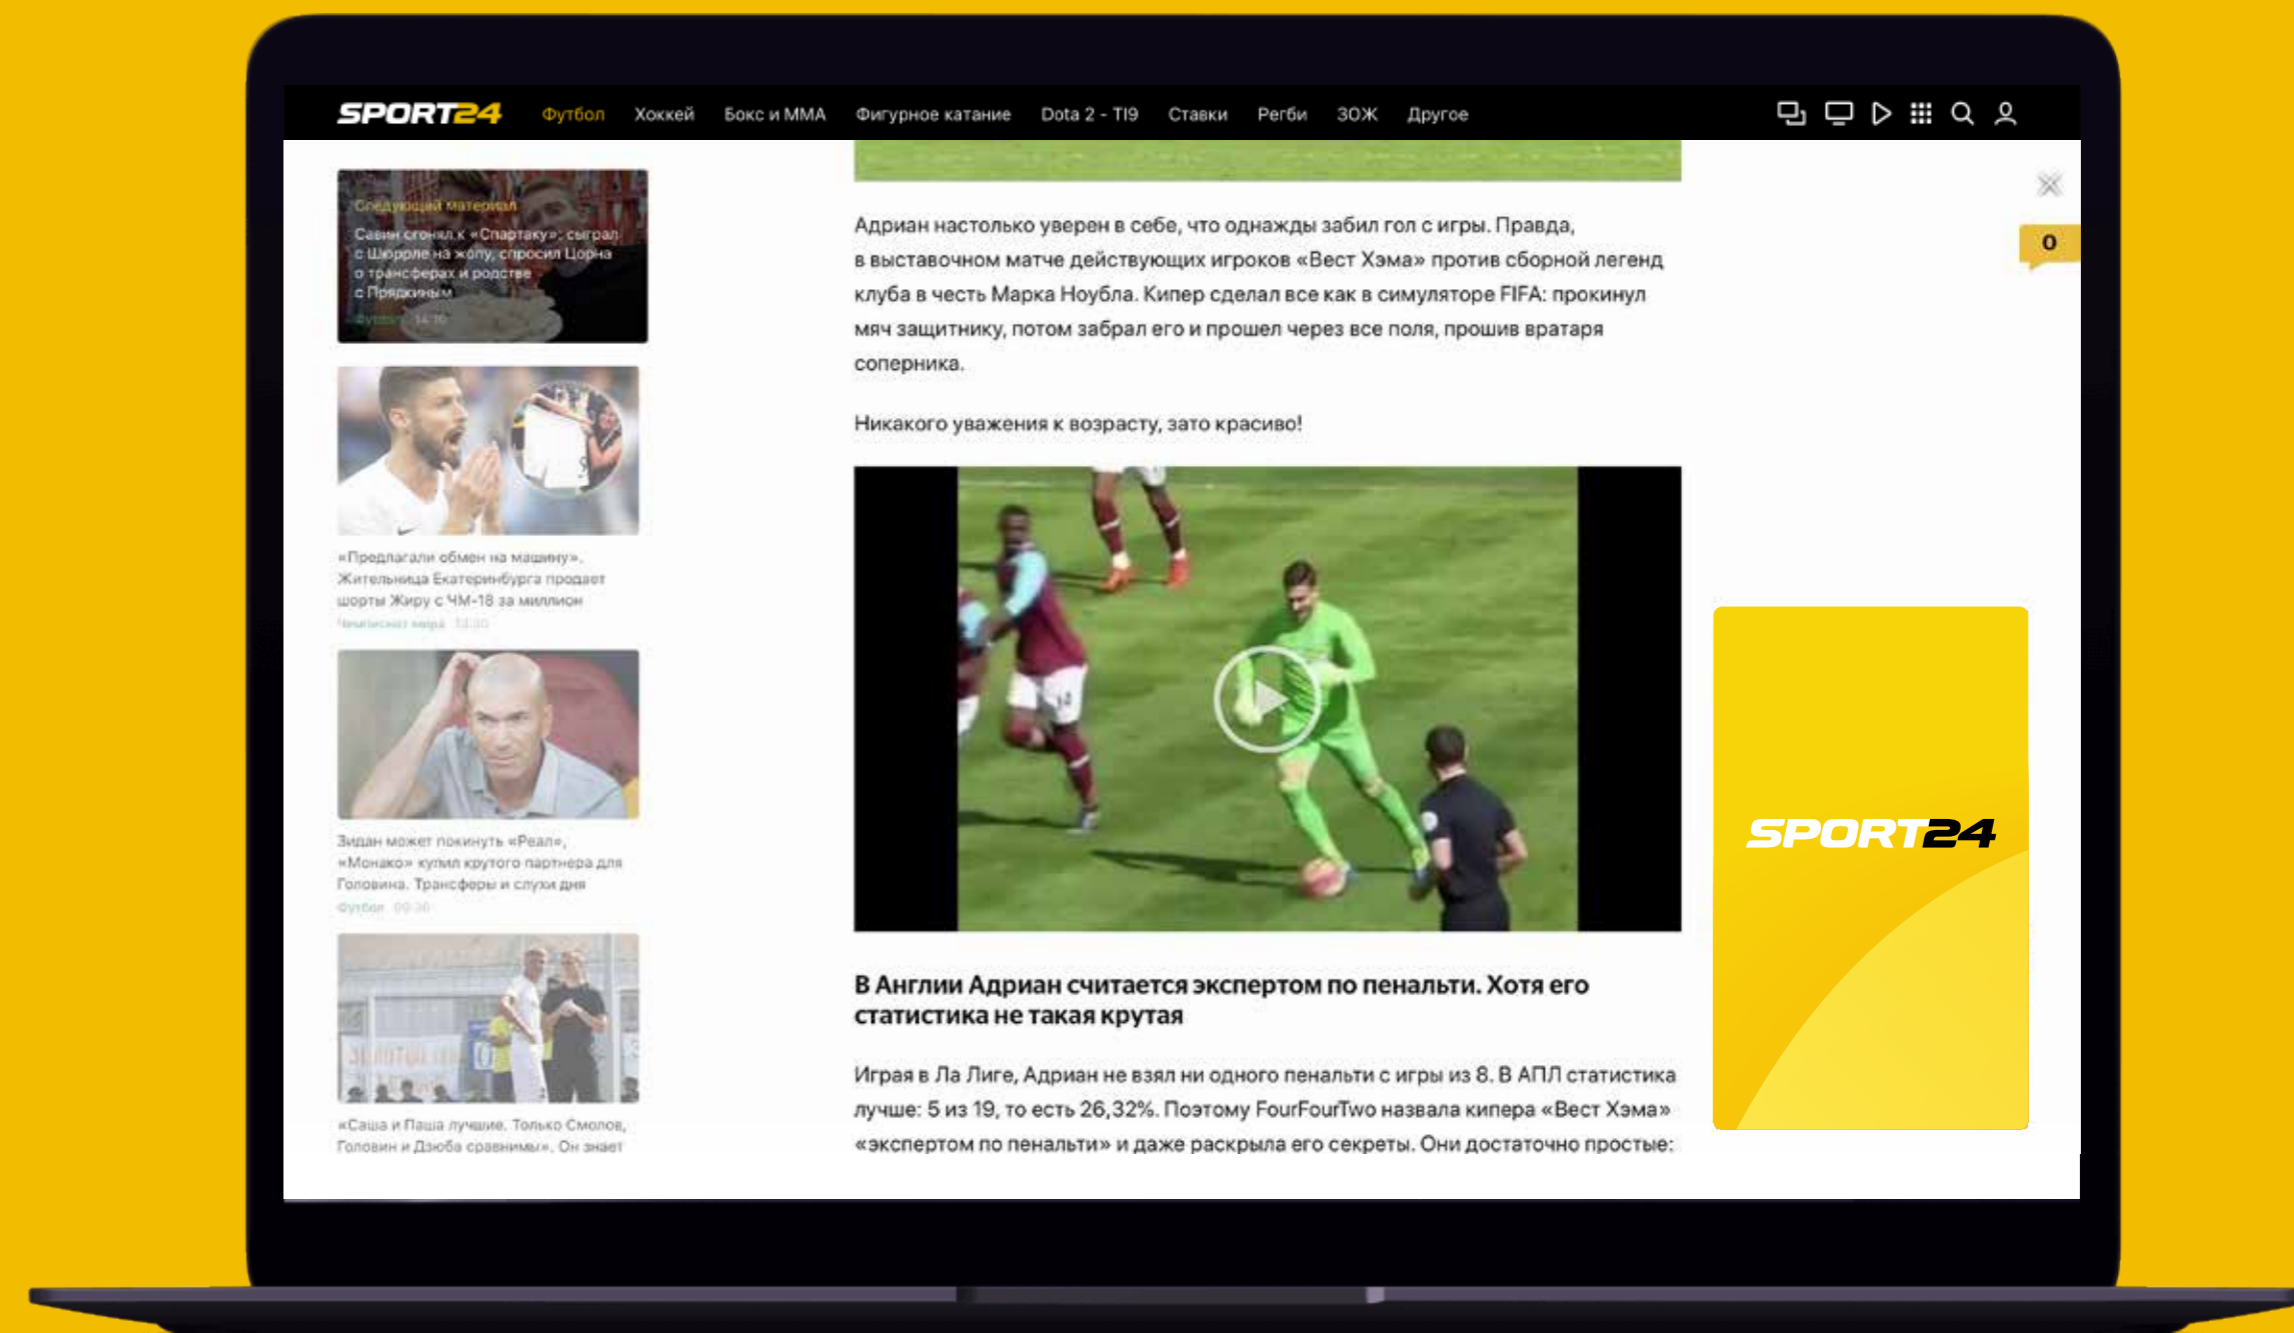 SPORT24 Футбол Хоккей Бокс и ММА Фигурное катание Dota 2 - TI9 Ставки Регби ЗОЖ Другое
Следующий материал
Савин сгонял к «Спартаку»: сыграл
с Шюррле на жопу, спросил Цорна
о трансферах и родстве
с Прядкиным
Футбол
«Предлагали обмен на машину».
Жительница Екатеринбурга продает
шорты Жиру с ЧМ-18 за миллион
Чемпионат мира
Зидан может покинуть «Реал»,
«Монако» купил крутого партнера для
Головина. Трансферы и слухи дня
Футбол 09:30
«Саша и Паша лучшие. Только Смолов,
Головин и Дзюба сравнимы». Он знает
Адриан настолько уверен в себе, что однажды забил гол с игры. Правда,
в выставочном матче действующих игроков «Вест Хэма» против сборной легенд
клуба в честь Марка Ноубла. Кипер сделал все как в симуляторе FIFA: прокинул
мяч защитнику, потом забрал его и прошел через все поля, прошив вратаря
соперника.
Никакого уважения к возрасту, зато красиво!
В Англии Адриан считается экспертом по пенальти. Хотя его
статистика не такая крутая
Играя в Ла Лиге, Адриан не взял ни одного пенальти с игры из 8. В АПЛ статистика
лучше: 5 из 19, то есть 26,32%. Поэтому FourFourTwo назвала кипера «Вест Хэма»
«экспертом по пенальти» и даже раскрыла его секреты. Они достаточно простые:
0
SPORT24